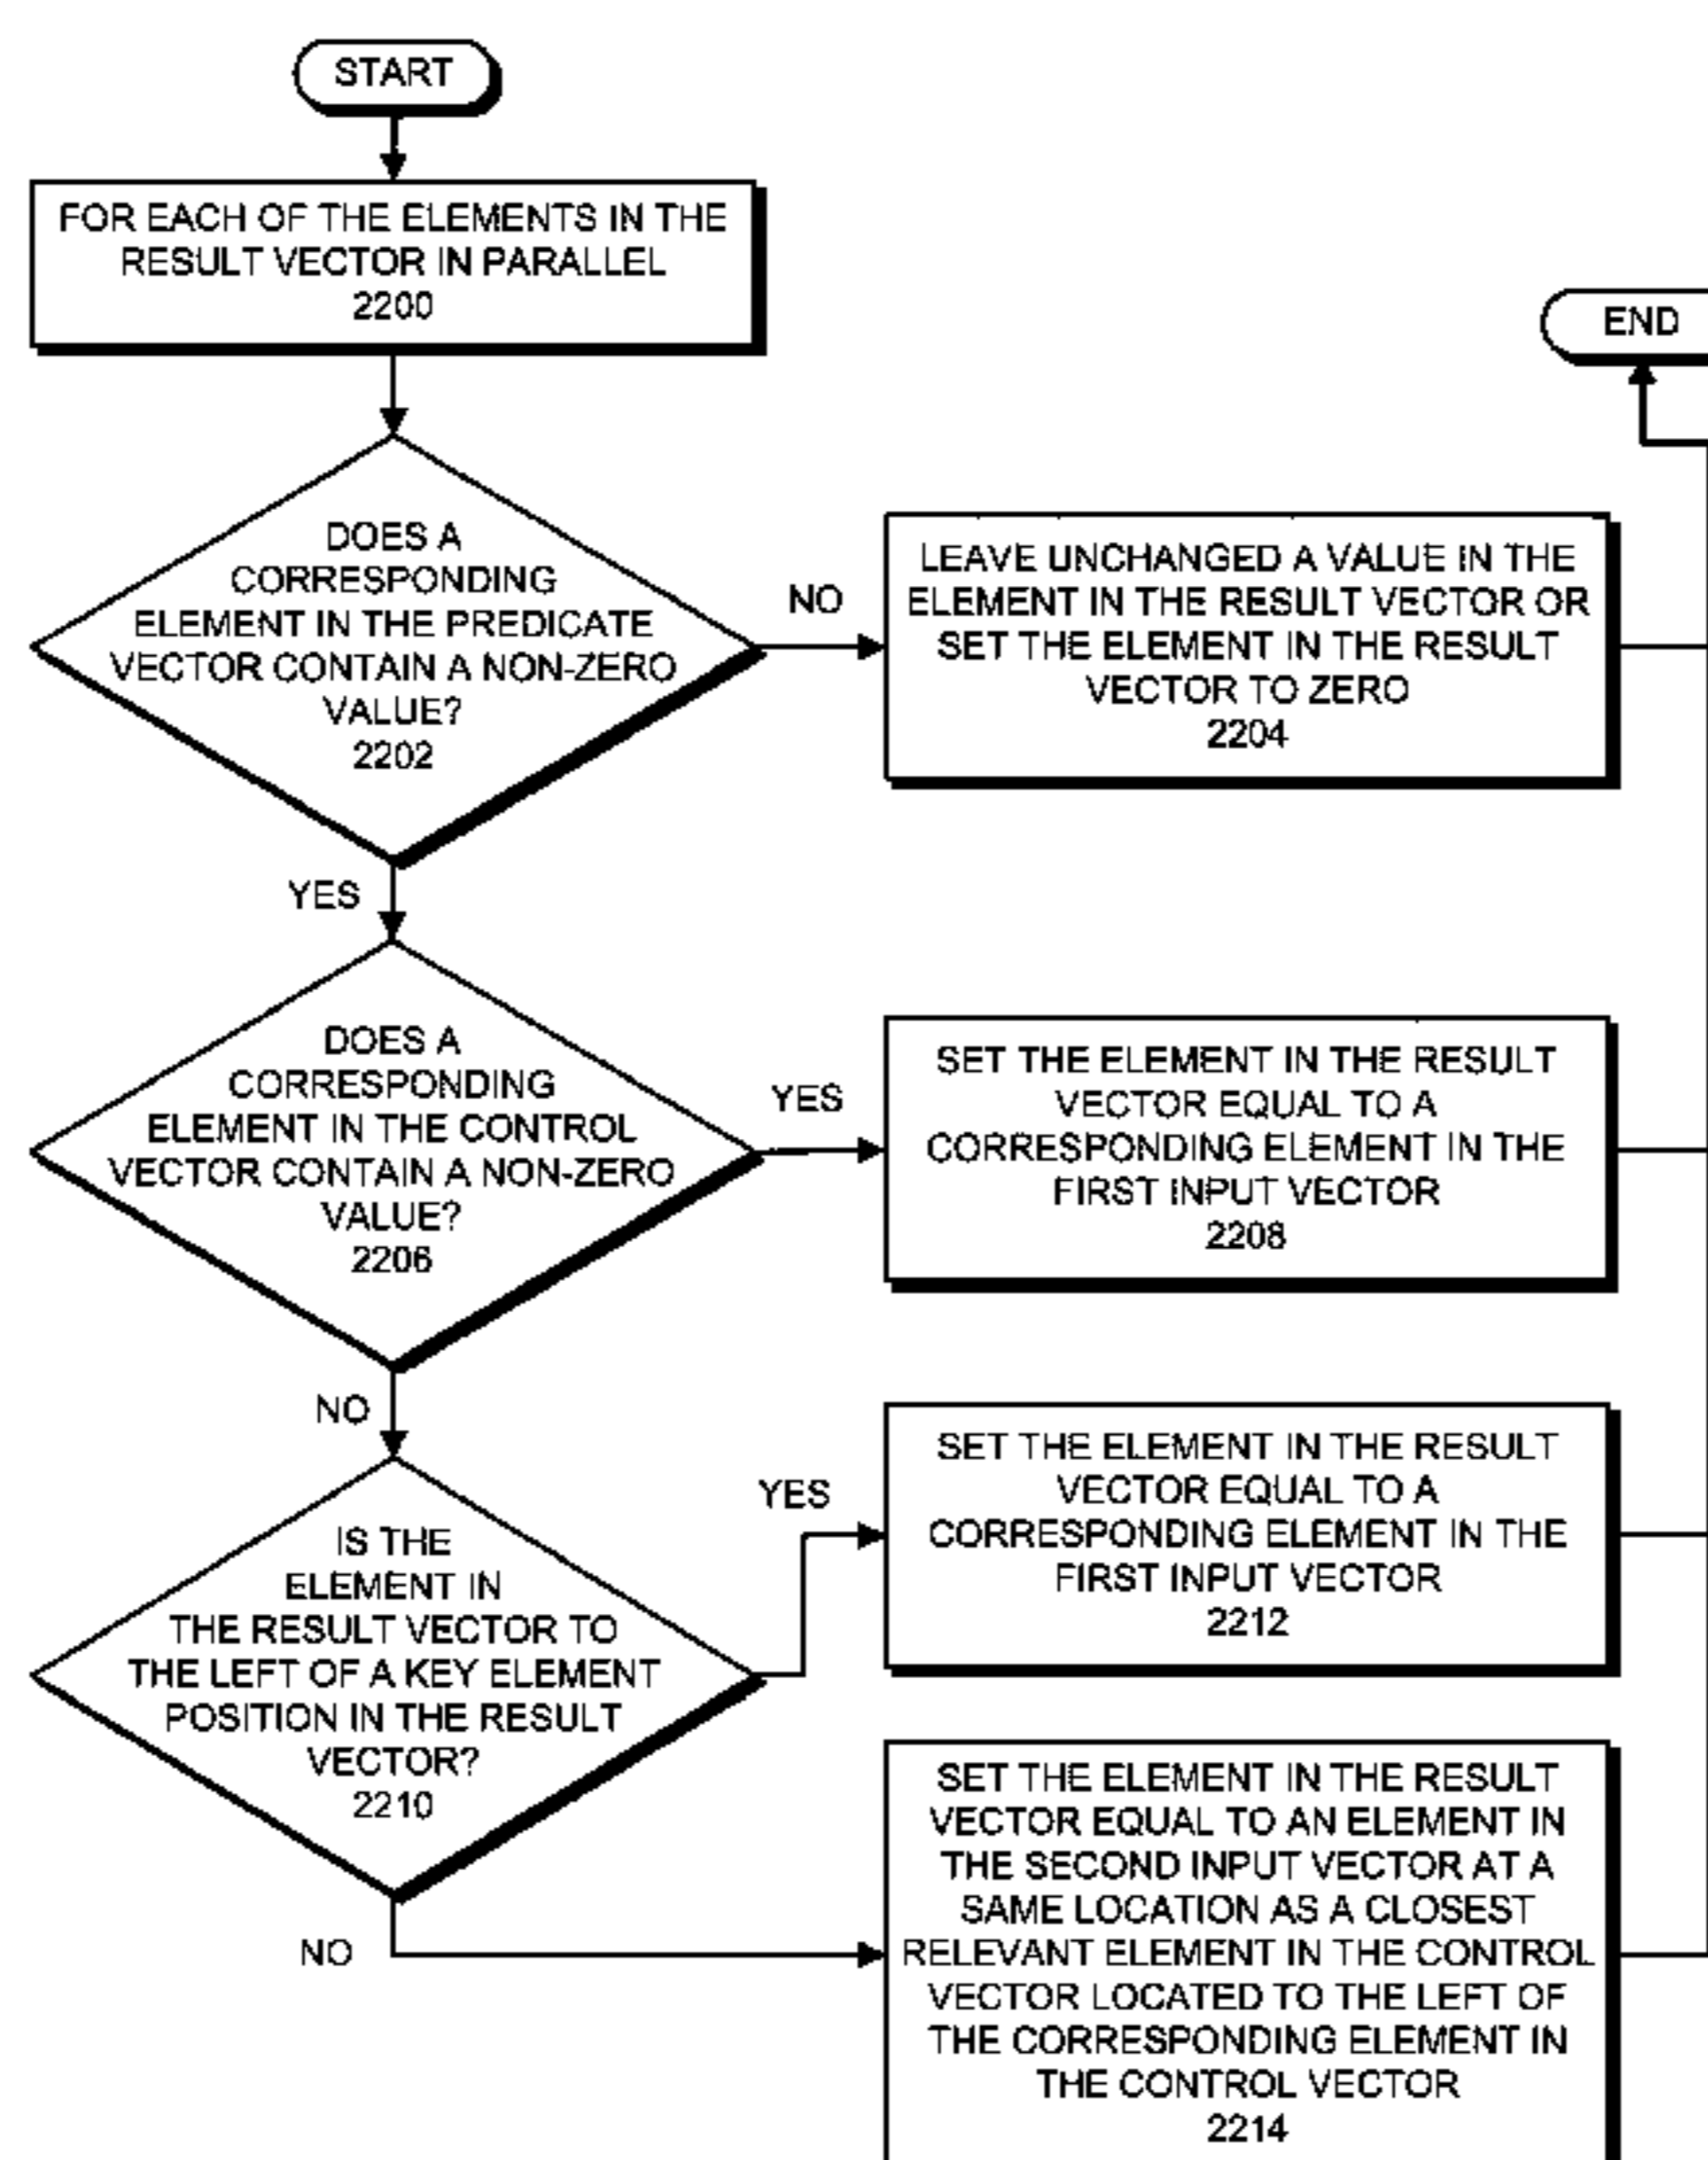 START
FOR EACH OF THE ELEMENTS IN THE
RESULT VECTOR IN PARALLEL
2200
END
DOES A
CORRESPONDING
ELEMENT IN THE PREDICATE
VECTOR CONTAIN A NON-ZERO
VALUE?
2202
NO
LEAVE UNCHANGED A VALUE IN THE
ELEMENT IN THE RESULT VECTOR OR
SET THE ELEMENT IN THE RESULT
VECTOR TO ZERO
2204
YES
DOES A
CORRESPONDING
ELEMENT IN THE CONTROL
VECTOR CONTAIN A NON-ZERO
VALUE?
2206
YES
SET THE ELEMENT IN THE RESULT
VECTOR EQUAL TO A
CORRESPONDING ELEMENT IN THE
FIRST INPUT VECTOR
2208
NO
IS THE
ELEMENT IN
THE RESULT VECTOR TO
THE LEFT OF A KEY ELEMENT
POSITION IN THE RESULT
VECTOR?
2210
YES
SET THE ELEMENT IN THE RESULT
VECTOR EQUAL TO A
CORRESPONDING ELEMENT IN THE
FIRST INPUT VECTOR
2212
NO
SET THE ELEMENT IN THE RESULT
VECTOR EQUAL TO AN ELEMENT IN
THE SECOND INPUT VECTOR AT A
SAME LOCATION AS A CLOSEST
RELEVANT ELEMENT IN THE CONTROL
VECTOR LOCATED TO THE LEFT OF
THE CORRESPONDING ELEMENT IN
THE CONTROL VECTOR
2214